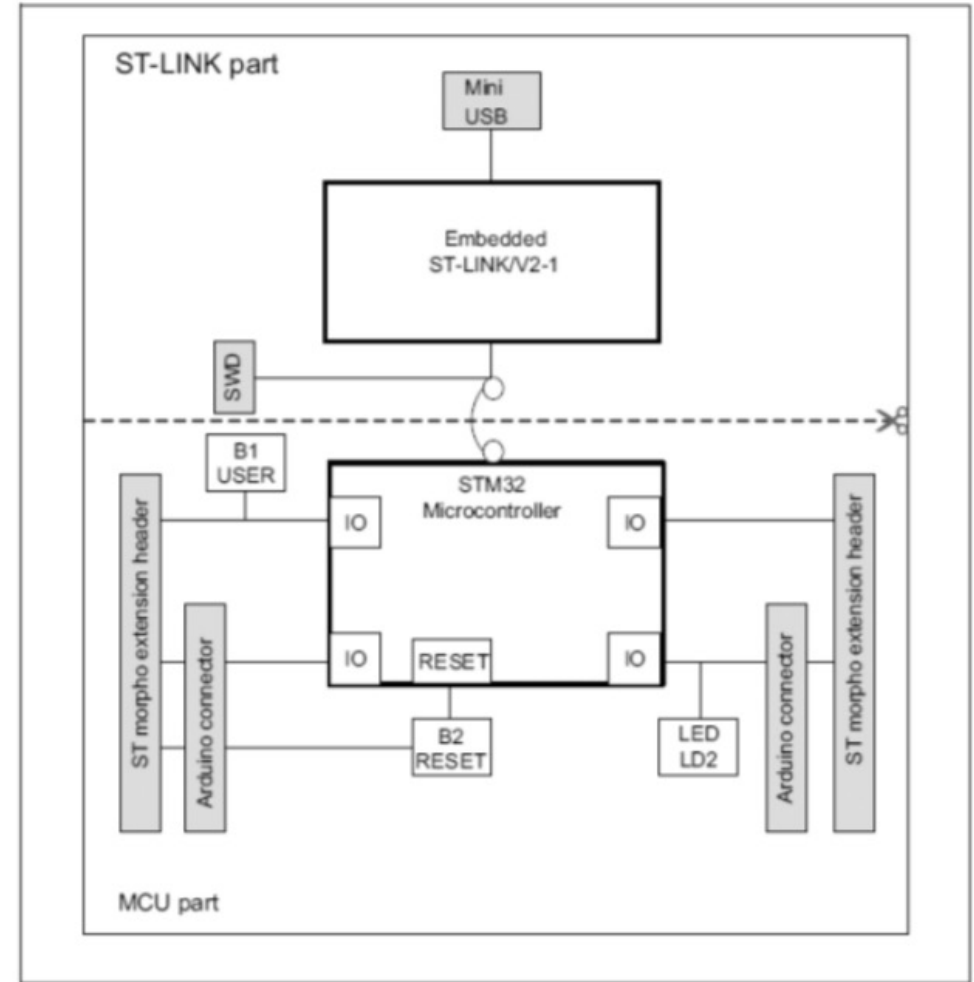 ST-LINK part
Mini
USB
Embedded
ST-LINK/V2-1
SWD
B1
USER
STM32
Microcontroller
IO
IO
ST morpho extension header
Arduino connector
IO
RESET
IO
Arduino connector
ST morpho extension header
B2
RESET
LED
LD2
MCU part